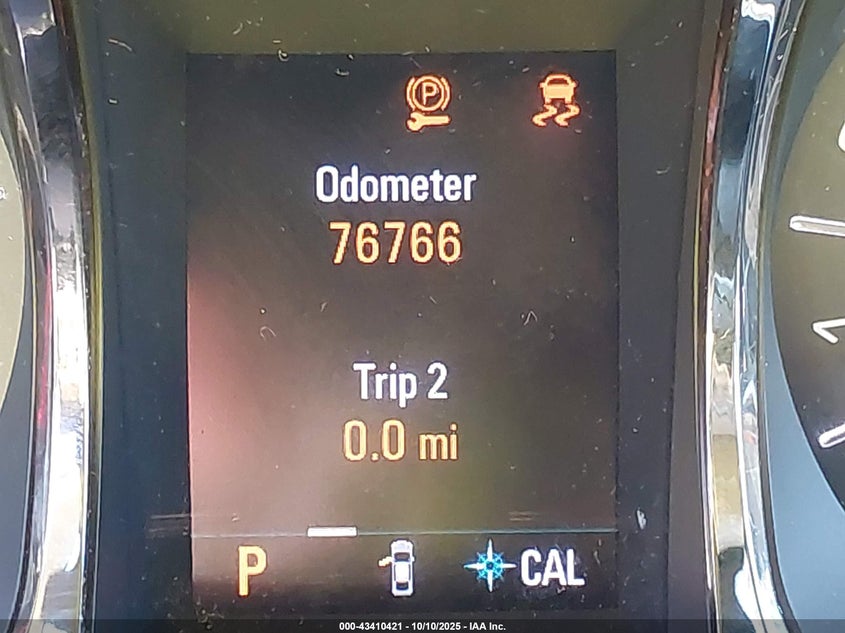 P
Odometer
76766
Trip 2
0.0 mi
P CAL
000-43410421 - 10/10/2025 - IAA Inc.